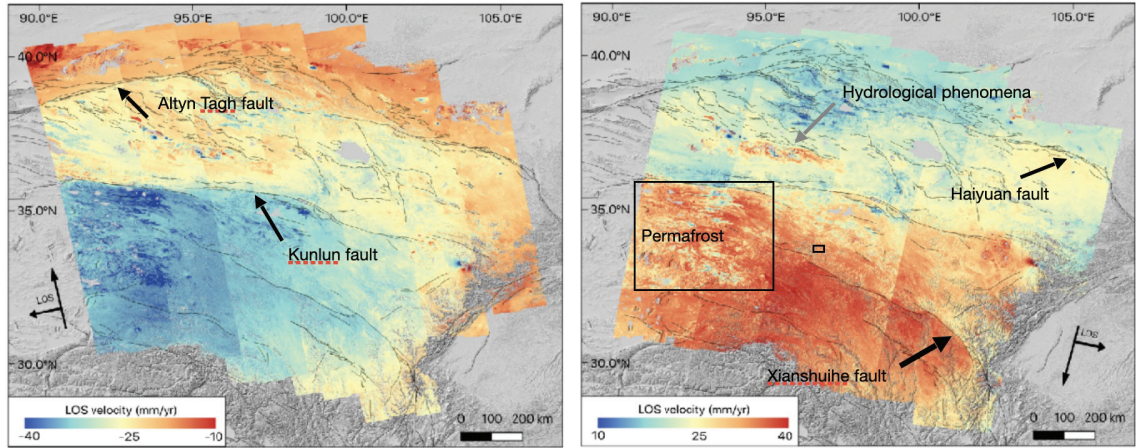 90.0°E 95.0°E 100.0°E 105.0°E
40.0°N
Altyn Tagh fault
35.0°N
Kunlun fault
LOS
30.0°N
LOS velocity (mm/yr)
-40 -25 -10
0 100 200 km
90.0°E 95.0°E 100.0°E 105.0°E
40.0°N
Hydrological phenomena
Haiyuan fault
35.0°N
Permafrost
LOS
30.0°N
Xianshuihe fault
LOS velocity (mm/yr)
10 25 40
0 100 200 km